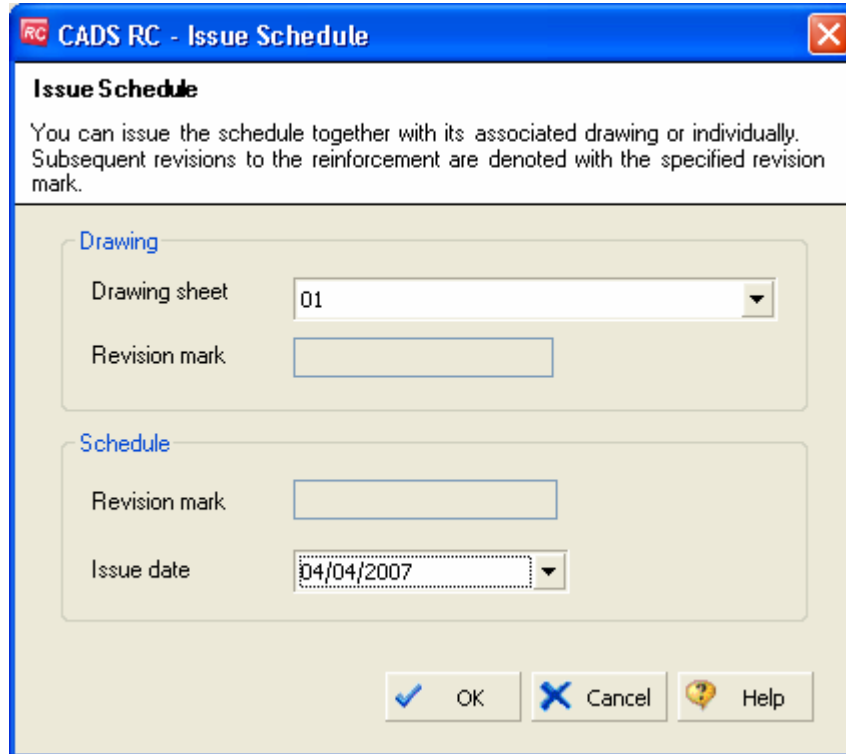 RC CADS RC - Issue Schedule
Issue Schedule
You can issue the schedule together with its associated drawing or individually.
Subsequent revisions to the reinforcement are denoted with the specified revision
mark.
Drawing
Drawing sheet 01
Revision mark
Schedule
Revision mark
Issue date 04/04/2007
OK Cancel ? Help